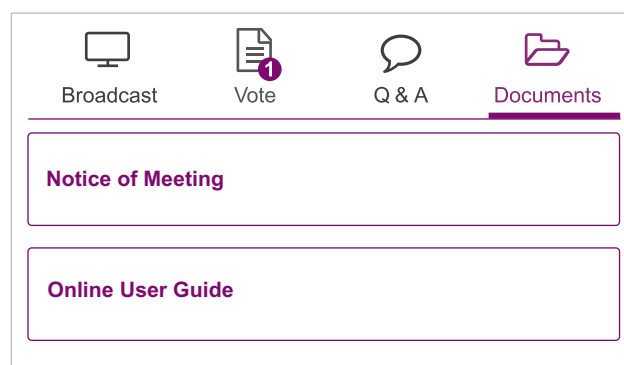 1
Broadcast Vote Q & A Documents
Notice of Meeting
Online User Guide